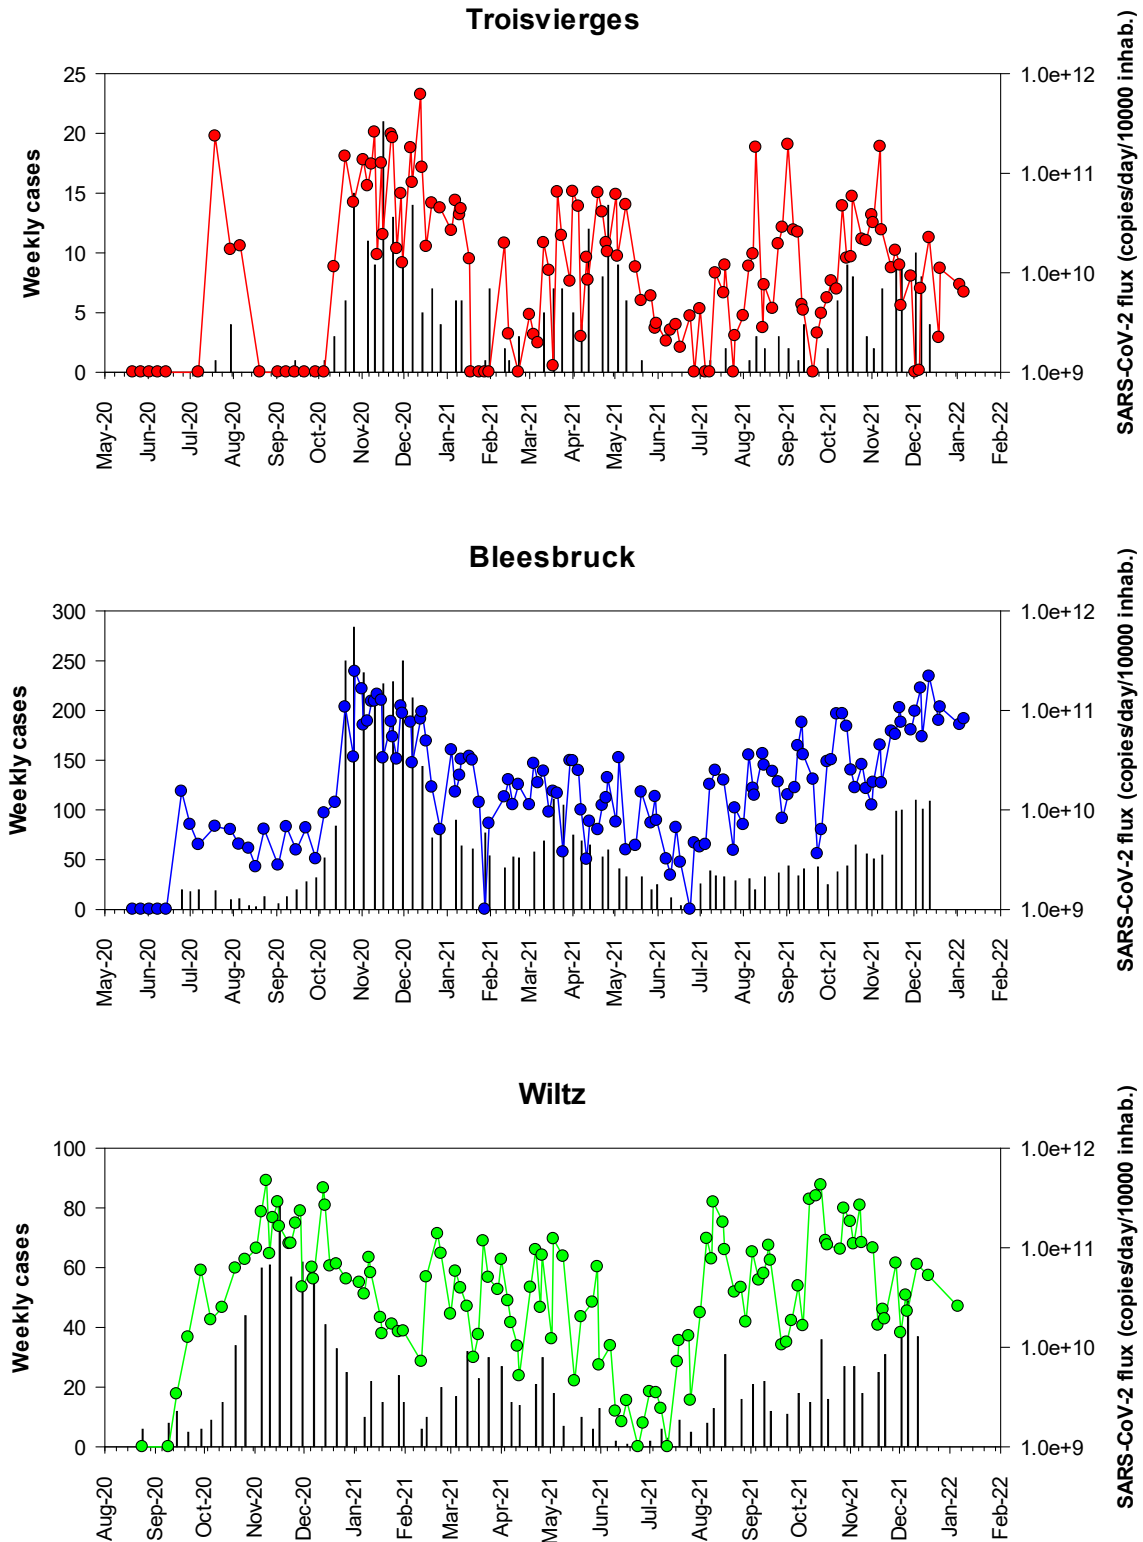 Troisvierges
Weekly cases
SARS-CoV-2 flux (copies/day/10000 inhab.)
25
20
15
10
5
0
1.0e+12
1.0e+11
1.0e+10
1.0e+9
May-20
Jun-20
Jul-20
Aug-20
Sep-20
Oct-20
Nov-20
Dec-20
Jan-21
Feb-21
Mar-21
Apr-21
May-21
Jun-21
Jul-21
Aug-21
Sep-21
Oct-21
Nov-21
Dec-21
Jan-22
Feb-22
Bleesbruck
Weekly cases
SARS-CoV-2 flux (copies/day/10000 inhab.)
300
250
200
150
100
50
0
1.0e+12
1.0e+11
1.0e+10
1.0e+9
May-20
Jun-20
Jul-20
Aug-20
Sep-20
Oct-20
Nov-20
Dec-20
Jan-21
Feb-21
Mar-21
Apr-21
May-21
Jun-21
Jul-21
Aug-21
Sep-21
Oct-21
Nov-21
Dec-21
Jan-22
Feb-22
Wiltz
Weekly cases
SARS-CoV-2 flux (copies/day/10000 inhab.)
100
80
60
40
20
0
1.0e+12
1.0e+11
1.0e+10
1.0e+9
Aug-20
Sep-20
Oct-20
Nov-20
Dec-20
Jan-21
Feb-21
Mar-21
Apr-21
May-21
Jun-21
Jul-21
Aug-21
Sep-21
Oct-21
Nov-21
Dec-21
Jan-22
Feb-22